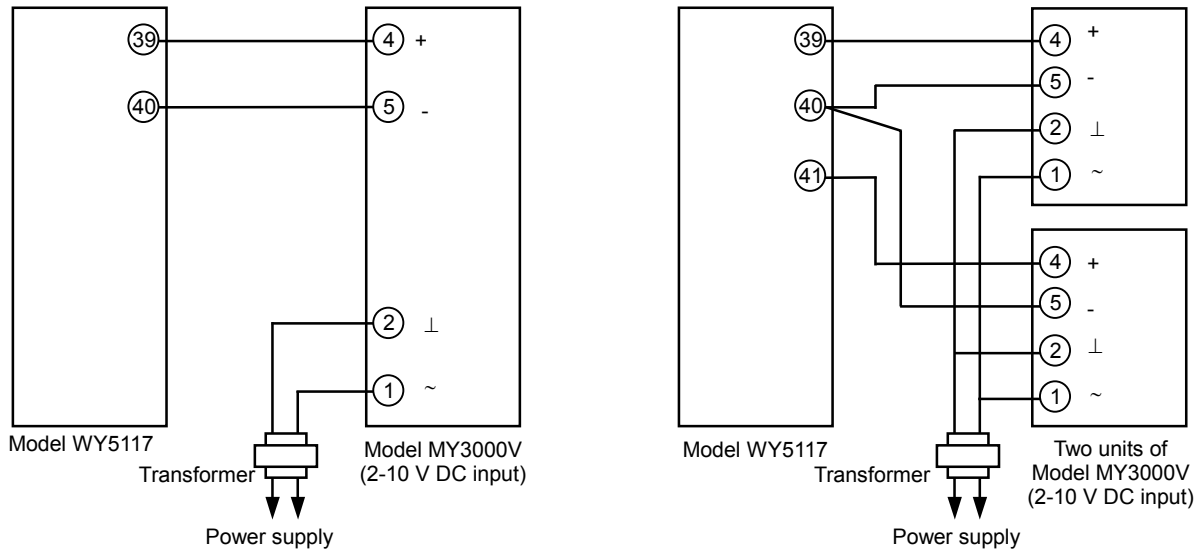 39 4 +
40 5 -
2 ⊥
1 ~
Model WY5117
Transformer
Model MY3000V
(2-10 V DC input)
Power supply
39 4 +
40 5 -
41 2 ⊥
1 ~
4 +
5 -
2 ⊥
1 ~
Model WY5117
Transformer
Two units of
Model MY3000V
(2-10 V DC input)
Power supply